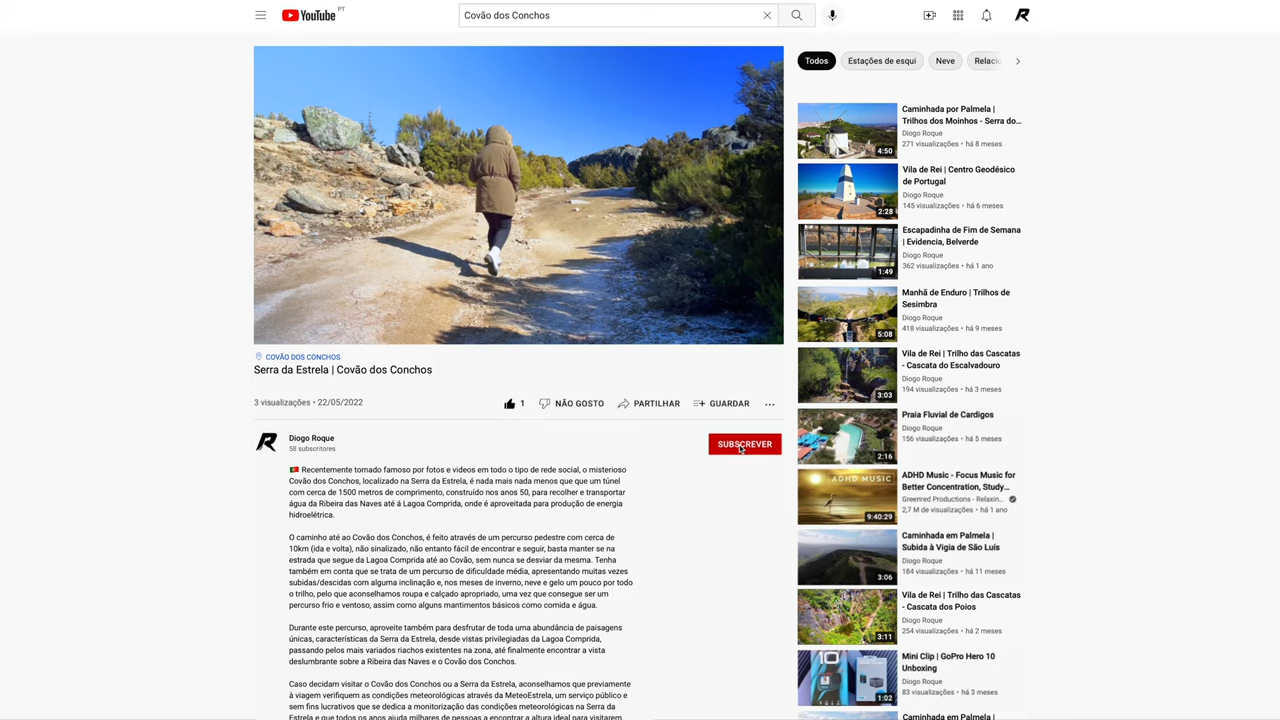 YouTube PT
Covão dos Conchos
Todos
Estações de esqui
Neve
Relacio
COVÃO DOS CONCHOS
Serra da Estrela | Covão dos Conchos
3 visualizações • 22/05/2022
1
NÃO GOSTO
PARTILHAR
GUARDAR
Diogo Roque
58 subscritores
SUBSCREVER
Recentemente tornado famoso por fotos e videos em todo o tipo de rede social, o misterioso
Covão dos Conchos, localizado na Serra da Estrela, é nada mais nada menos que que um túnel
com cerca de 1500 metros de comprimento, construído nos anos 50, para recolher e transportar
água da Ribeira das Naves até á Lagoa Comprida, onde é aproveitada para produção de energia
hidroelétrica.
O caminho até ao Covão dos Conchos, é feito através de um percurso pedestre com cerca de
10km (ida e volta), não sinalizado, não entanto fácil de encontrar e seguir, basta manter se na
estrada que segue da Lagoa Comprida até ao Covão, sem nunca se desviar da mesma. Tenha
também em conta que se trata de um percurso de dificuldade média, apresentando muitas vezes
subidas/descidas com alguma inclinação e, nos meses de inverno, neve e gelo um pouco por todo
o trilho, pelo que aconselhamos roupa e calçado apropriado, uma vez que consegue ser um
percurso frio e ventoso, assim como alguns mantimentos básicos como comida e água.
Durante este percurso, aproveite também para desfrutar de toda uma abundância de paisagens
únicas, características da Serra da Estrela, desde vistas privilegiadas da Lagoa Comprida,
passando pelos mais variados riachos existentes na zona, até finalmente encontrar a vista
deslumbrante sobre a Ribeira das Naves e o Covão dos Conchos.
Caso decidam visitar o Covão dos Conchos ou a Serra da Estrela, aconselhamos que previamente
à viagem verifiquem as condições meteorológicas através da MeteoEstrela, um serviço público e
sem fins lucrativos que se dedica a monitorização das condições meteorológicas na Serra da
Estrela e que todos os anos ajuda milhares de pessoas a encontrar a altura ideal para visitarem
4:50
Caminhada por Palmela |
Trilhos dos Moinhos - Serra do...
Diogo Roque
271 visualizações • há 8 meses
2:28
Vila de Rei | Centro Geodésico
de Portugal
Diogo Roque
145 visualizações • há 6 meses
1:49
Escapadinha de Fim de Semana
| Evidencia, Belverde
Diogo Roque
362 visualizações • há 1 ano
5:08
Manhã de Enduro | Trilhos de
Sesimbra
Diogo Roque
418 visualizações • há 9 meses
3:03
Vila de Rei | Trilho das Cascatas
- Cascata do Escalvadouro
Diogo Roque
194 visualizações • há 3 meses
2:16
Praia Fluvial de Cardigos
Diogo Roque
156 visualizações • há 5 meses
ADHD MUSIC
9:40:29
ADHD Music - Focus Music for
Better Concentration, Study...
Greenred Productions - Relaxin...
2,7 M de visualizações • há 1 ano
3:06
Caminhada em Palmela |
Subida à Vigia de São Luís
Diogo Roque
184 visualizações • há 11 meses
3:11
Vila de Rei | Trilho das Cascatas
- Cascata dos Poios
Diogo Roque
254 visualizações • há 2 meses
1:02
Mini Clip | GoPro Hero 10
Unboxing
Diogo Roque
83 visualizações • há 3 meses
Caminhada em Palmela |